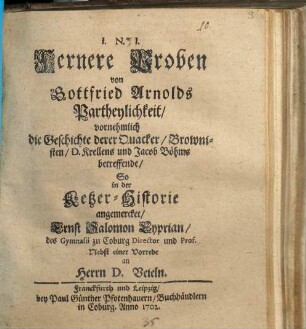 I. N. I.
Fernere Proben
von
Gottfried Arnolds
Partheylichkeit/
vornehmlich
die Geschichte derer Quacker/ Browni-
sten/ D. Krellens und Jacob Böhms
betreffende/
So
in der
Ketzer-Historie
angemercket/
Ernst Salomon Cyprian/
des Gymnasii zu Coburg Director und Prof.
Nebst einer Vorrede
an
Herrn D. Veieln.
Franckfurth und Leipzig/
bey Paul Günther Pfotenhauern/ Buchhändlern
in Coburg. Anno 1702.